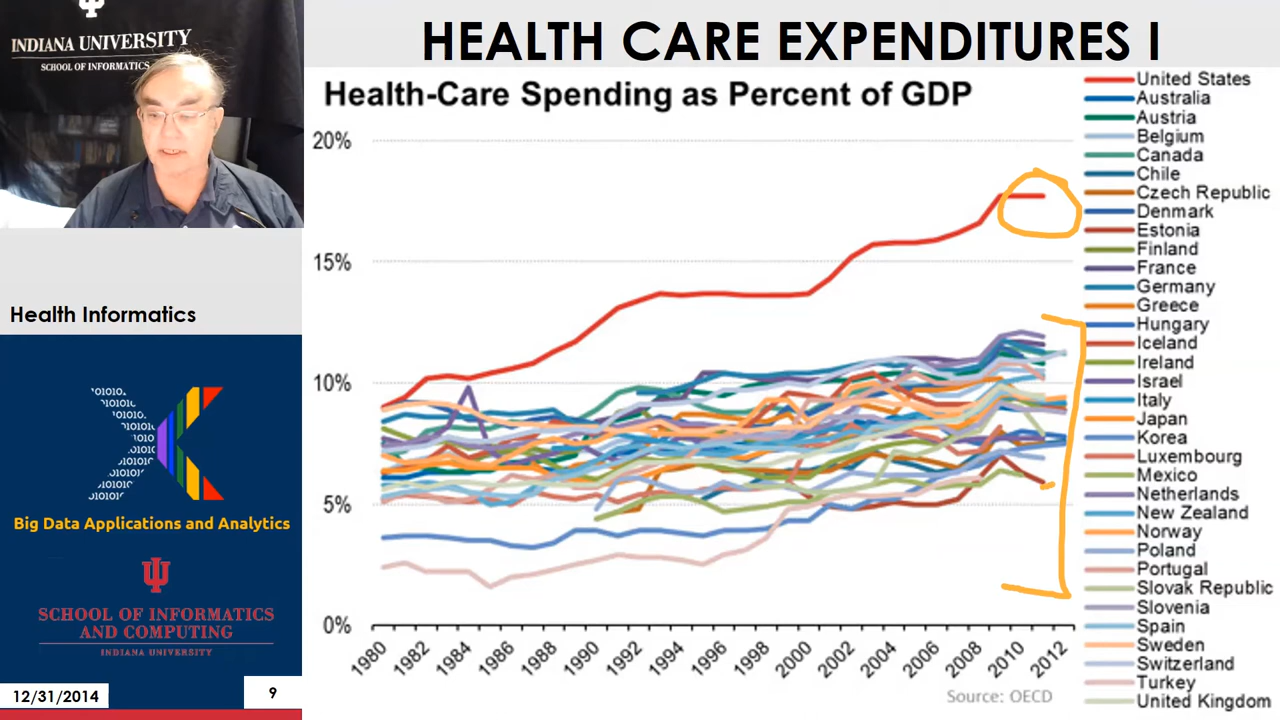 INDIANA UNIVERSITY
SCHOOL OF INFORMATICS
HEALTH CARE EXPENDITURES I
Health Informatics
Big Data Applications and Analytics
SCHOOL OF INFORMATICS
AND COMPUTING
INDIANA UNIVERSITY
12/31/2014
9
Health-Care Spending as Percent of GDP
20%
15%
10%
5%
0%
1980
1982
1984
1986
1988
1990
1992
1994
1996
1998
2000
2002
2004
2006
2008
2010
2012
Source: OECD
United States
Australia
Austria
Belgium
Canada
Chile
Czech Republic
Denmark
Estonia
Finland
France
Germany
Greece
Hungary
Iceland
Ireland
Israel
Italy
Japan
Korea
Luxembourg
Mexico
Netherlands
New Zealand
Norway
Poland
Portugal
Slovak Republic
Slovenia
Spain
Sweden
Switzerland
Turkey
United Kingdom